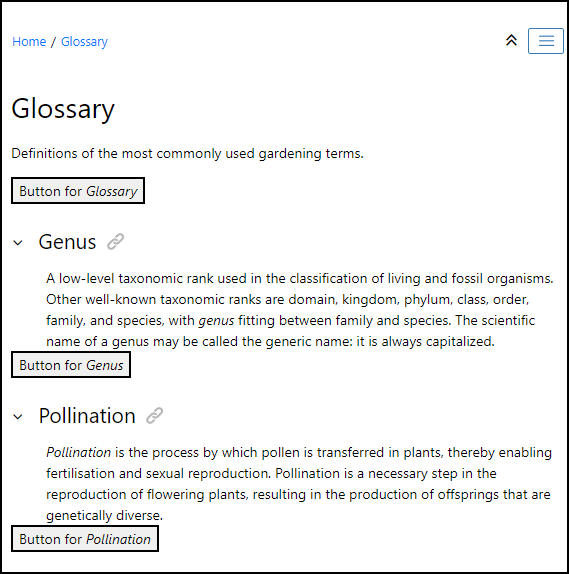 Home / Glossary
Glossary
Definitions of the most commonly used gardening terms.
Button for Glossary
Genus
A low-level taxonomic rank used in the classification of living and fossil organisms.
Other well-known taxonomic ranks are domain, kingdom, phylum, class, order,
family, and species, with genus fitting between family and species. The scientific
name of a genus may be called the generic name: it is always capitalized.
Button for Genus
Pollination
Pollination is the process by which pollen is transferred in plants, thereby enabling
fertilisation and sexual reproduction. Pollination is a necessary step in the
reproduction of flowering plants, resulting in the production of offsprings that are
genetically diverse.
Button for Pollination